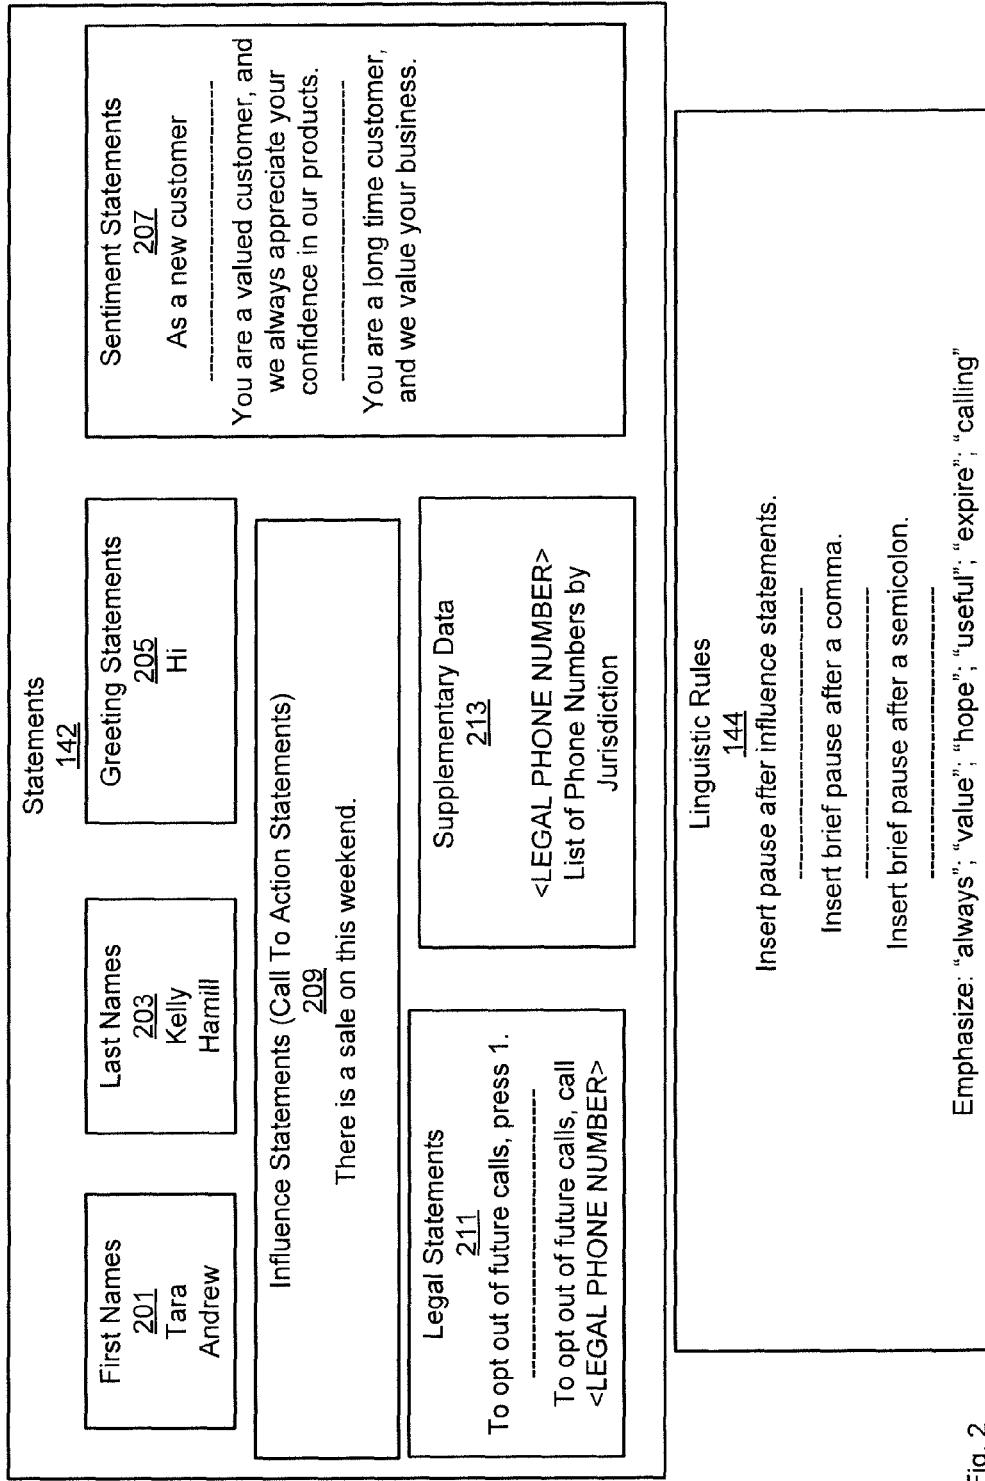 Statements
142
First Names
201
Tara
Andrew
Last Names
203
Kelly
Hamill
Greeting Statements
205
Hi
Sentiment Statements
207
As a new customer
You are a valued customer, and
we always appreciate your
confidence in our products.
You are a long time customer,
and we value your business.
Influence Statements (Call To Action Statements)
209
There is a sale on this weekend.
Legal Statements
211
To opt out of future calls, press 1.
To opt out of future calls, call
<LEGAL PHONE NUMBER>
Supplementary Data
213
<LEGAL PHONE NUMBER>
List of Phone Numbers by
Jurisdiction
Linguistic Rules
144
Insert pause after influence statements.
Insert brief pause after a comma.
Insert brief pause after a semicolon.
Emphasize: “always”; “value”; “hope”; “useful”; “expire”; “calling”
Fig. 2